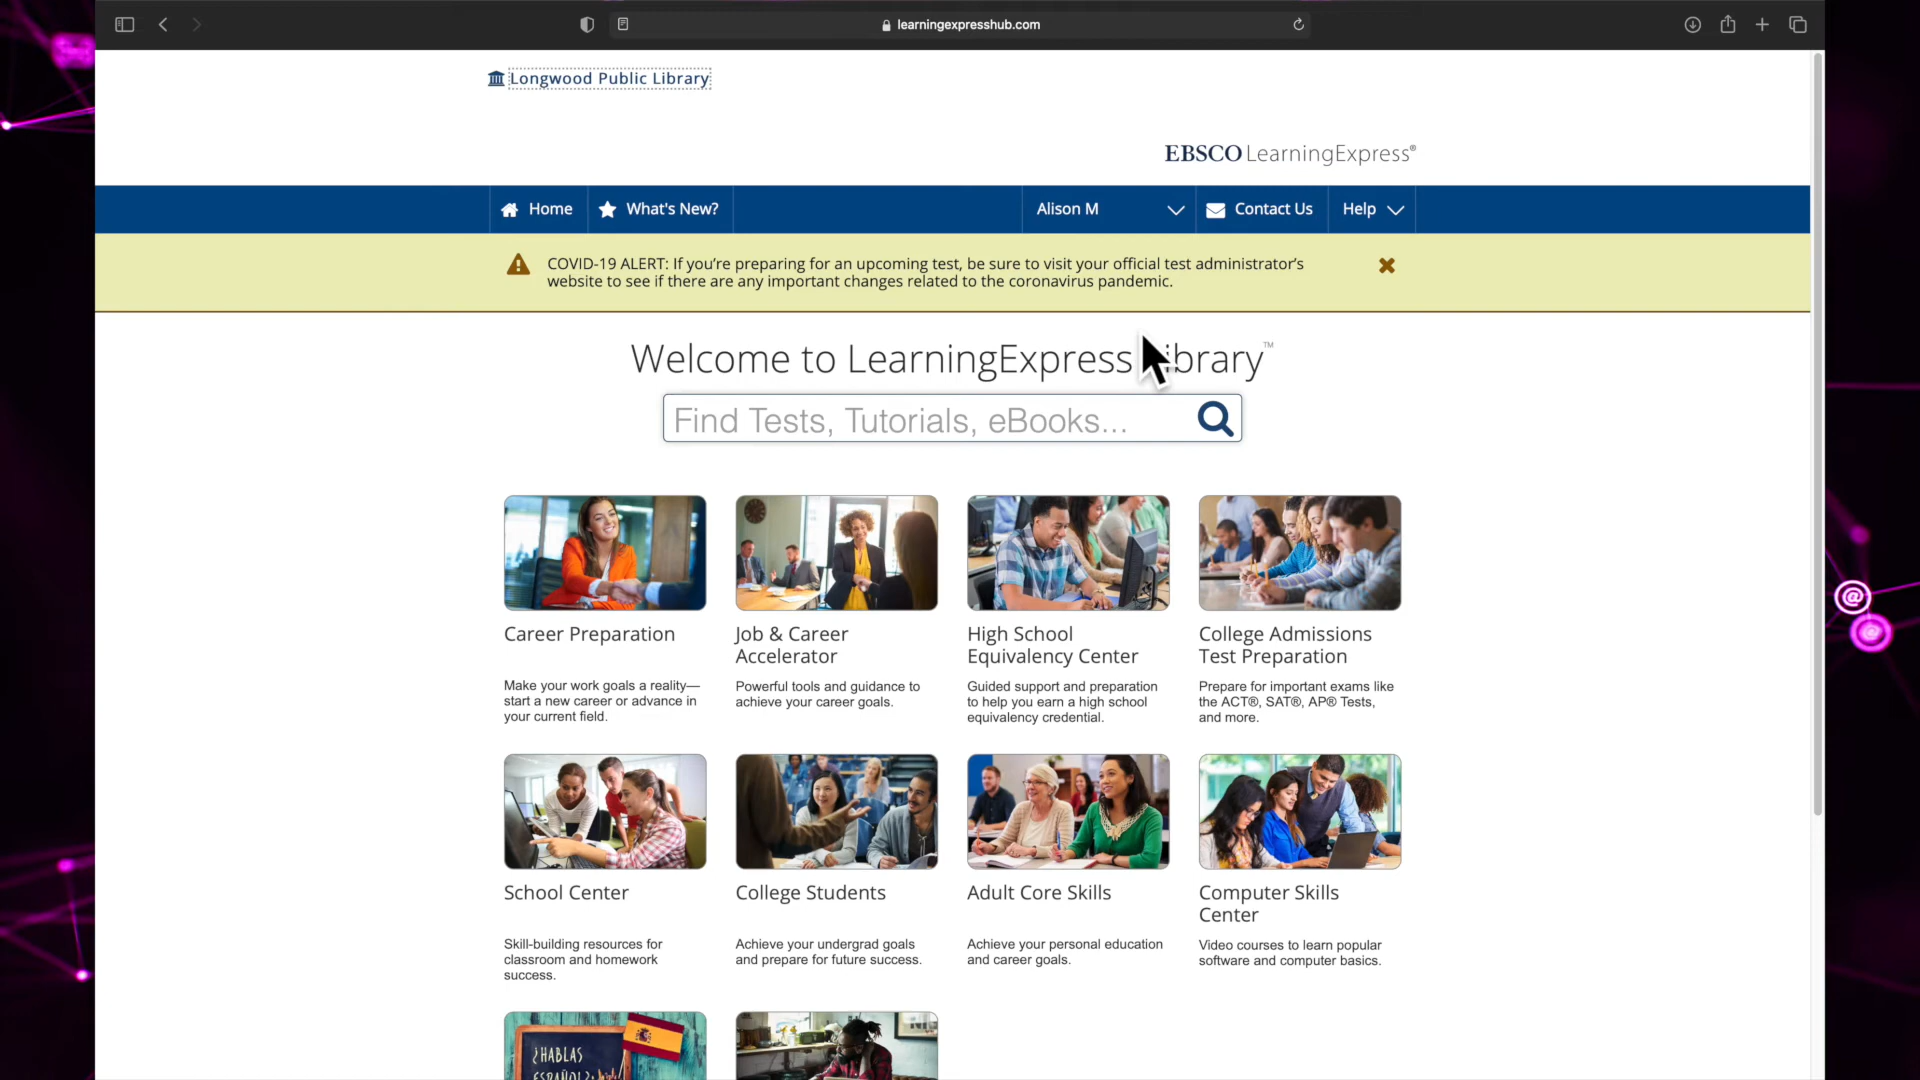 learningexpresshub.com
Longwood Public Library
EBSCO LearningExpress®
Home
What's New?
Alison M
Contact Us
Help
COVID-19 ALERT: If you're preparing for an upcoming test, be sure to visit your official test administrator's
website to see if there are any important changes related to the coronavirus pandemic.
Welcome to LearningExpress Library™
Find Tests, Tutorials, eBooks...
Career Preparation
Make your work goals a reality—
start a new career or advance in
your current field.
Job & Career
Accelerator
Powerful tools and guidance to
achieve your career goals.
High School
Equivalency Center
Guided support and preparation
to help you earn a high school
equivalency credential.
College Admissions
Test Preparation
Prepare for important exams like
the ACT®, SAT®, AP® Tests,
and more.
School Center
Skill-building resources for
classroom and homework
success.
College Students
Achieve your undergrad goals
and prepare for future success.
Adult Core Skills
Achieve your personal education
and career goals.
Computer Skills
Center
Video courses to learn popular
software and computer basics.
¿HABLAS
ESPAÑOL?